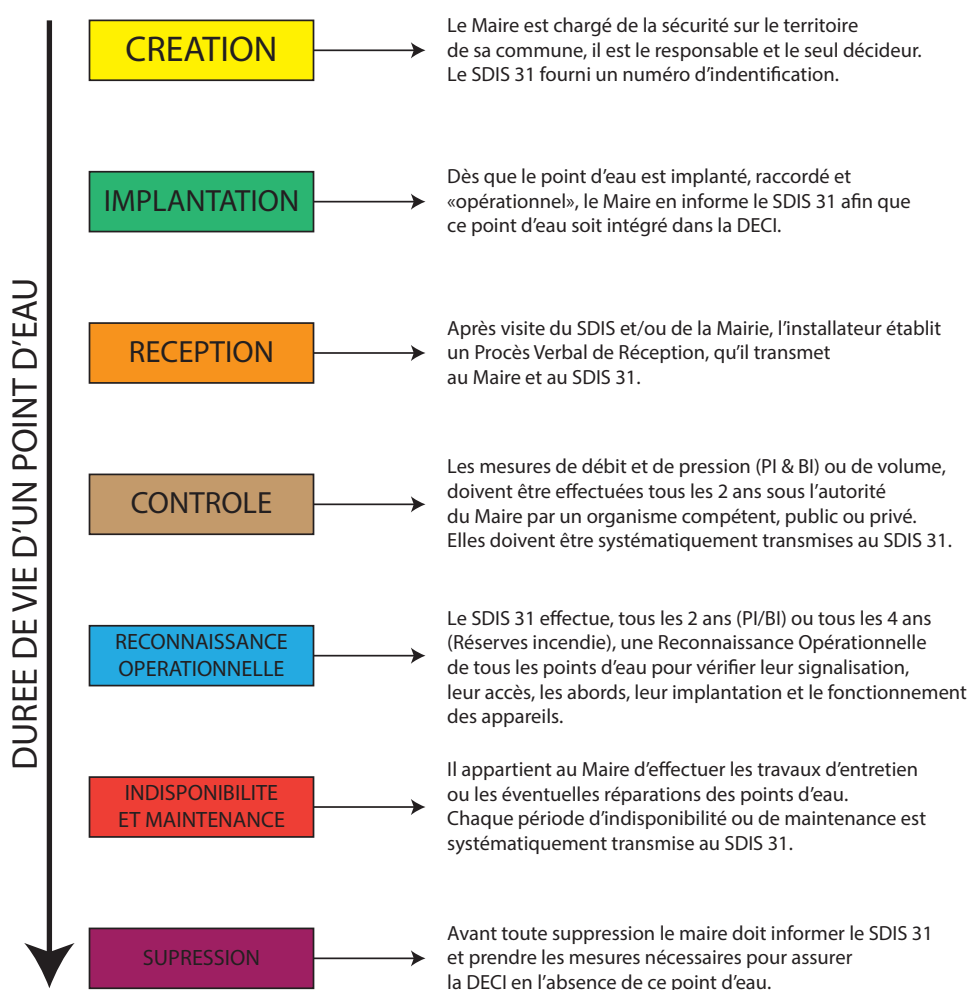 DUREE DE VIE D'UN POINT D'EAU
CREATION
Le Maire est chargé de la sécurité sur le territoire
de sa commune, il est le responsable et le seul décideur.
Le SDIS 31 fourni un numéro d'indentification.
IMPLANTATION
Dès que le point d'eau est implanté, raccordé et
«opérationnel», le Maire en informe le SDIS 31 afin que
ce point d'eau soit intégré dans la DECI.
RECEPTION
Après visite du SDIS et/ou de la Mairie, l'installateur établit
un Procès Verbal de Réception, qu'il transmet
au Maire et au SDIS 31.
CONTROLE
Les mesures de débit et de pression (PI & BI) ou de volume,
doivent être effectuées tous les 2 ans sous l'autorité
du Maire par un organisme compétent, public ou privé.
Elles doivent être systématiquement transmises au SDIS 31.
RECONNAISSANCE
OPERATIONNELLE
Le SDIS 31 effectue, tous les 2 ans (PI/BI) ou tous les 4 ans
(Réserves incendie), une Reconnaissance Opérationnelle
de tous les points d'eau pour vérifier leur signalisation,
leur accès, les abords, leur implantation et le fonctionnement
des appareils.
INDISPONIBILITE
ET MAINTENANCE
Il appartient au Maire d'effectuer les travaux d'entretien
ou les éventuelles réparations des points d'eau.
Chaque période d'indisponibilité ou de maintenance est
systématiquement transmise au SDIS 31.
SUPRESSION
Avant toute suppression le maire doit informer le SDIS 31
et prendre les mesures nécessaires pour assurer
la DECI en l'absence de ce point d'eau.